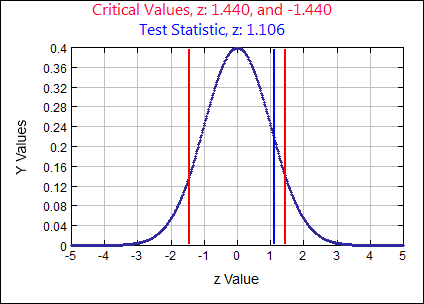 Critical Values, z: 1.440, and -1.440
Test Statistic, z: 1.106
0.4
0.36
0.32
0.28
0.24
0.2
0.16
0.12
0.08
0.04
0
Y Values
-5 -4 -3 -2 -1 0 1 2 3 4 5
z Value